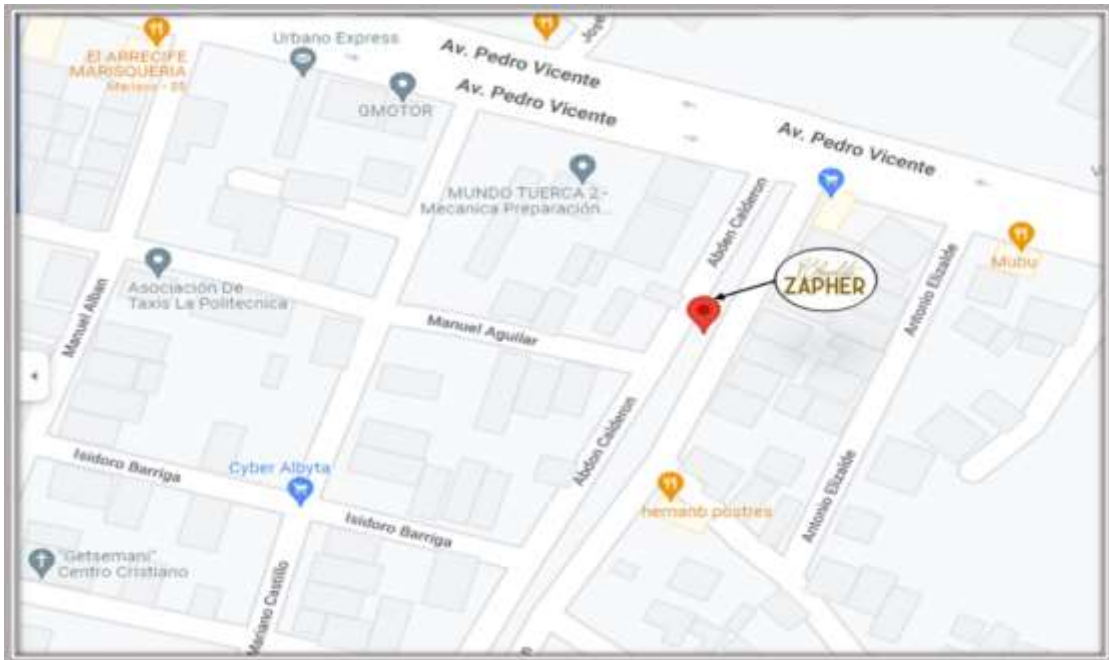 El ARRECIFE
MARISQUERIA
Urbano Express
GMOTOR
Av. Pedro Vicente
Av. Pedro Vicente
Av. Pedro Vicente
MUNDO TUERCA 2-
Mecanica Preparación...
Abdon Calderon
ZAPHER
Antonio Elizalde
Mubu
Asociación De
Taxis La Politecnica
Manuel Alban
Manuel Aguilar
Abdon Calderon
Isidoro Barriga
Cyber Albyta
Isidoro Barriga
hemanb postres
Antonio Elizalde
"Getsemani"
Centro Cristiano
Mariano Castillo